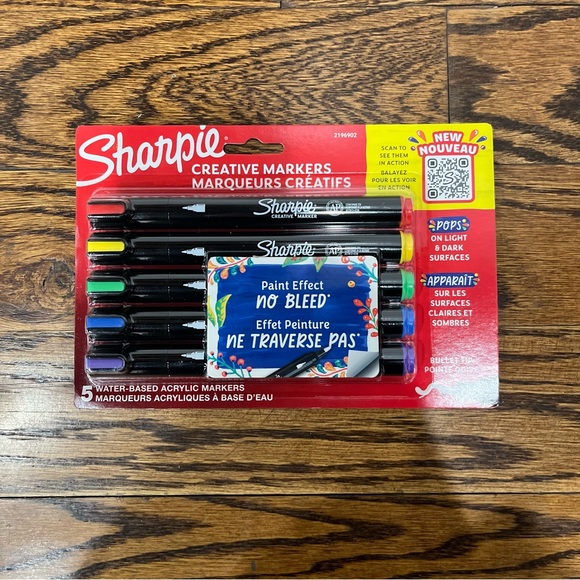 Sharpie
2196902
CREATIVE MARKERS
MARQUEURS CRÉATIFS
SCAN TO
SEE THEM
IN ACTION
BALAYEZ
POUR LES VOIR
EN ACTION
NEW
NOUVEAU
Sharpie
CREATIVE MARKER
AP
Sharpie
AP
POPS
ON LIGHT
& DARK
SURFACES
APPARAÎT
SUR LES
SURFACES
CLAIRES ET
SOMBRES
Paint Effect
NO BLEED*
Effet Peinture
NE TRAVERSE PAS*
BULLET TIP
5 WATER-BASED ACRYLIC MARKERS
MARQUEURS ACRYLIQUES À BASE D'EAU